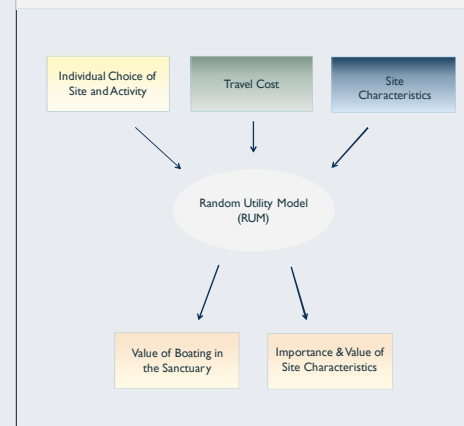 Individual Choice of
Site and Activity
Travel Cost
Site
Characteristics
Random Utility Model
(RUM)
Value of Boating in
the Sanctuary
Importance & Value of
Site Characteristics